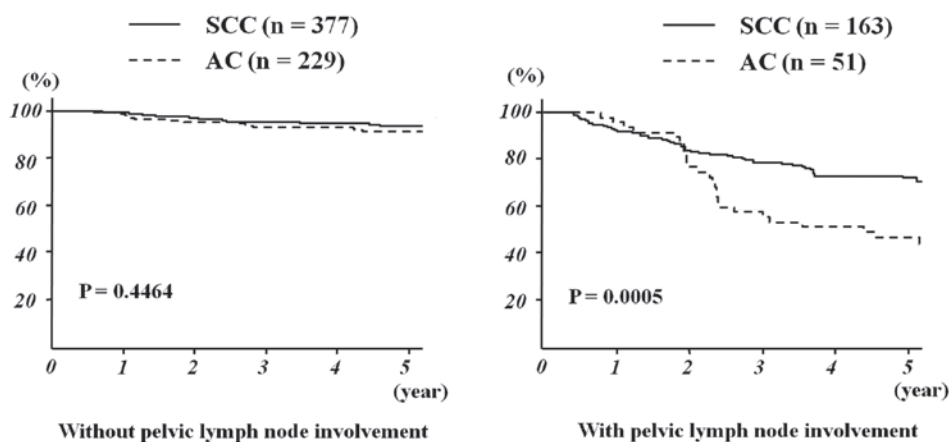 SCC (n = 377)
AC (n = 229)
(%)
100
80
60
40
20
P = 0.4464
0 1 2 3 4 5
(year)
Without pelvic lymph node involvement
SCC (n = 163)
AC (n = 51)
(%)
100
80
60
40
20
P = 0.0005
0 1 2 3 4 5
(year)
With pelvic lymph node involvement